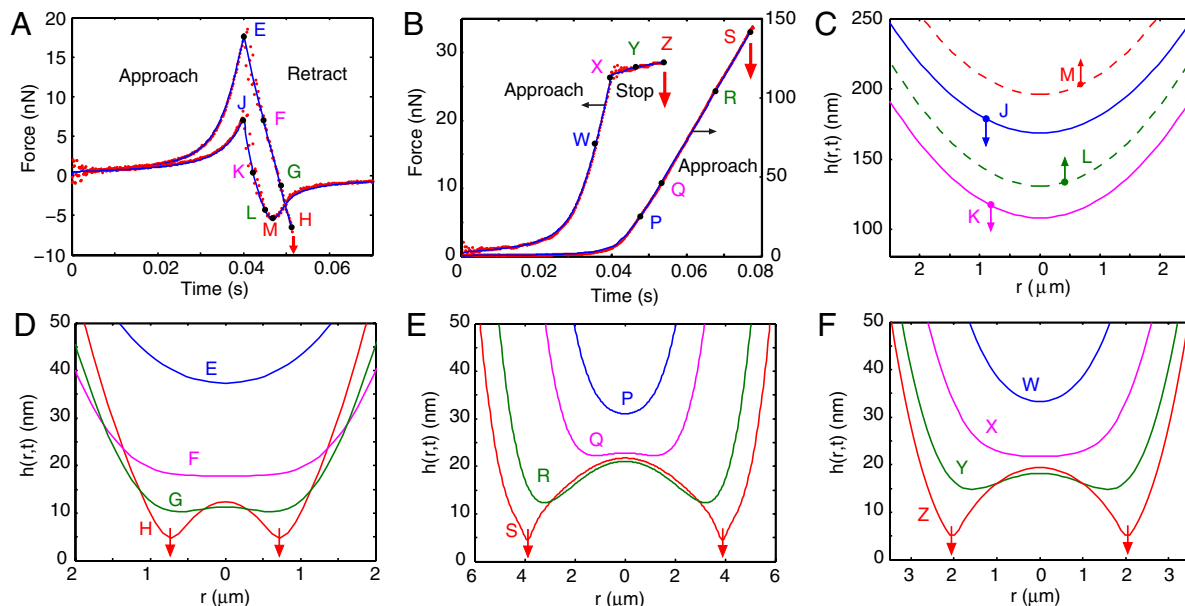 A
20
15
10
5
0
−5
−10
Force (nN)
E
Approach
Retract
J
F
K
G
L
M
H
0
0.02
0.04
0.06
Time (s)
B
30
20
10
0
Force (nN)
150
100
50
0
X
Y
Z
S
Approach
Stop
R
W
Approach
Q
P
0
0.02
0.04
0.06
0.08
Time (s)
C
250
200
150
100
h(r,t) (nm)
M
J
L
K
2
1
0
1
2
r (μm)
D
50
40
30
20
10
0
h(r,t) (nm)
E
F
G
H
2
1
0
1
2
r (μm)
E
50
40
30
20
10
0
h(r,t) (nm)
P
Q
R
S
6
4
2
0
2
4
6
r (μm)
F
50
40
30
20
10
0
h(r,t) (nm)
W
X
Y
Z
3
2
1
0
1
2
3
r (μm)